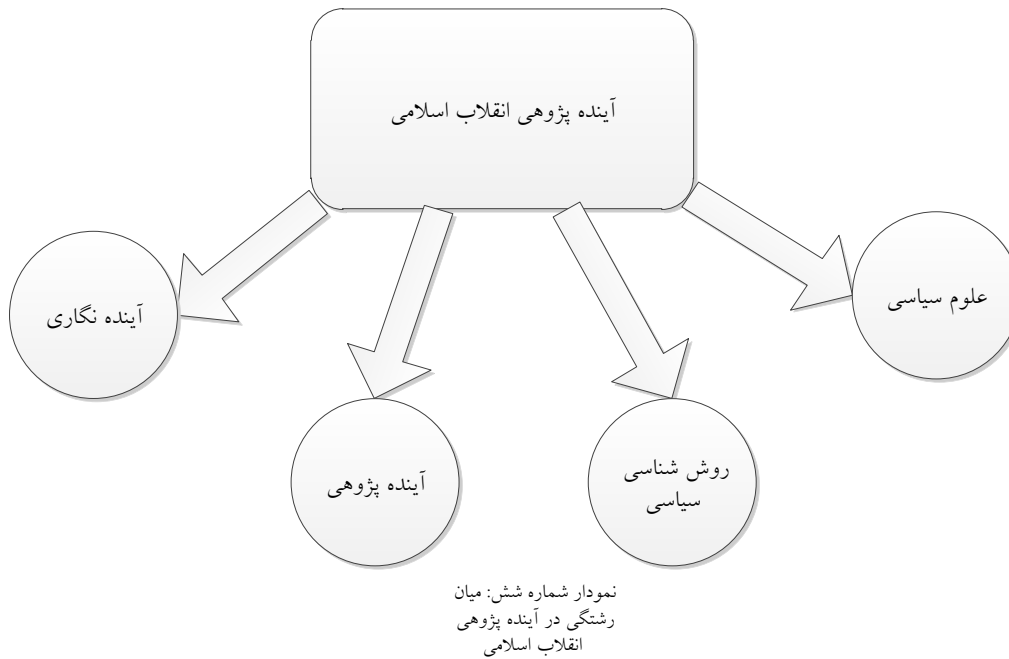 آینده پژوهی انقلاب اسلامی
علوم سیاسی
آینده نگاری
روش شناسی
سیاسی
آینده پژوهی
نمودار شماره شش: میان
رشتگی در آینده پژوهی
انقلاب اسلامی